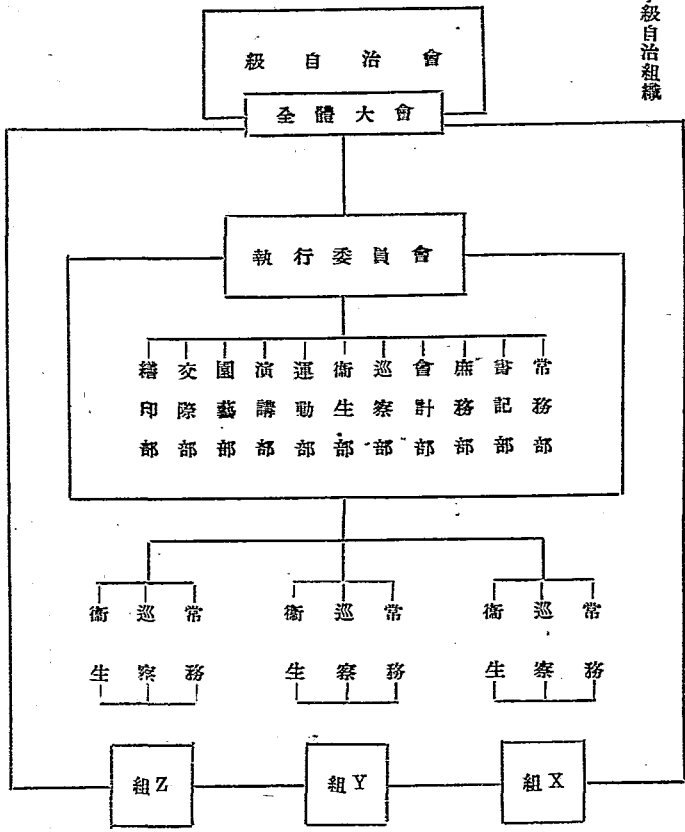 級自治組織
級自治會
全體大會
執行委員會
常務部
書記部
庶務部
會計部
巡察部
衛生部
運動部
演講部
園藝部
交際部
繕印部
常務
巡察
衛生
常務
巡察
衛生
常務
巡察
衛生
組X
組Y
組Z